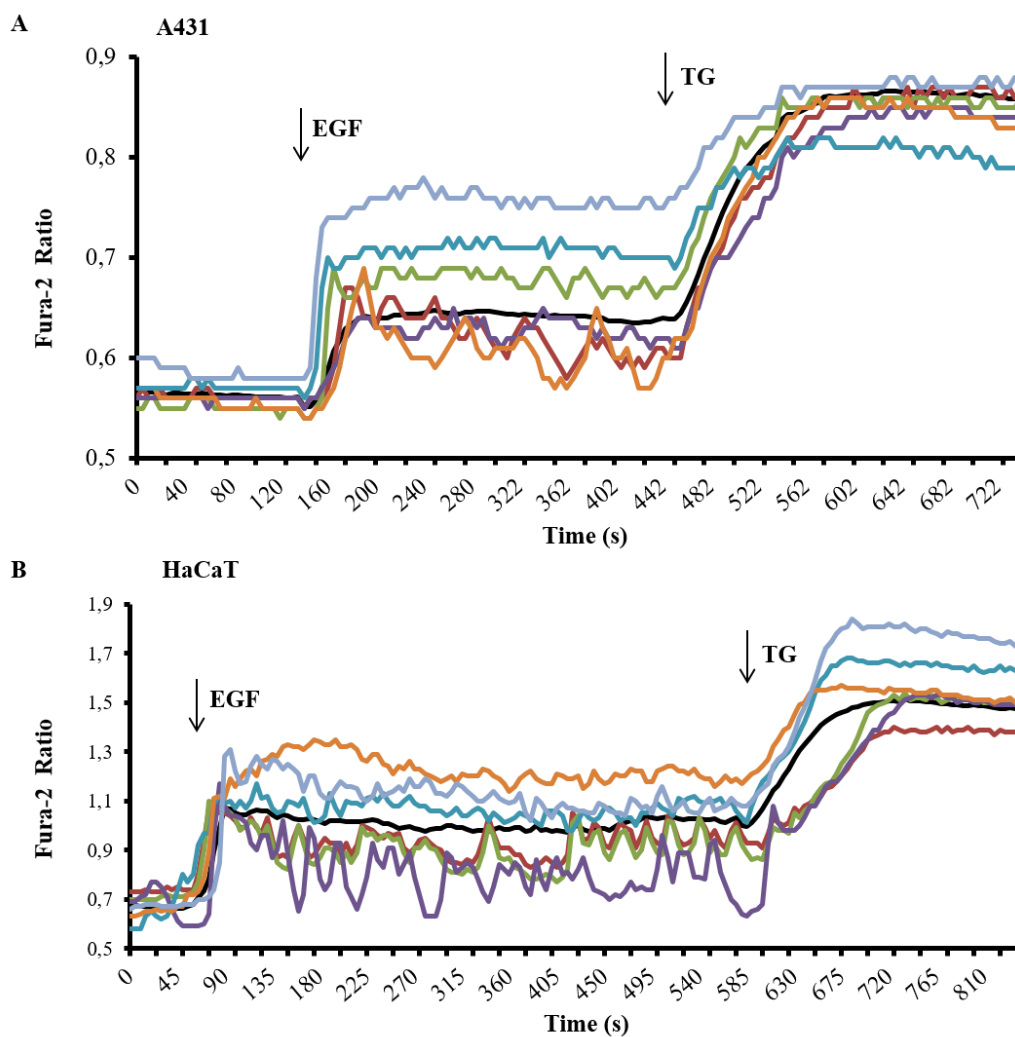 A
A431
0,9
0,8
0,7
0,6
0,5
Fura-2 Ratio
EGF
TG
0 40 80 120 160 200 240 280 322 362 402 442 482 522 562 602 642 682 722
Time (s)
B
HaCaT
1,9
1,7
1,5
1,3
1,1
0,9
0,7
0,5
Fura-2 Ratio
EGF
TG
0 45 90 135 180 225 270 315 360 405 450 495 540 585 630 675 720 765 810
Time (s)